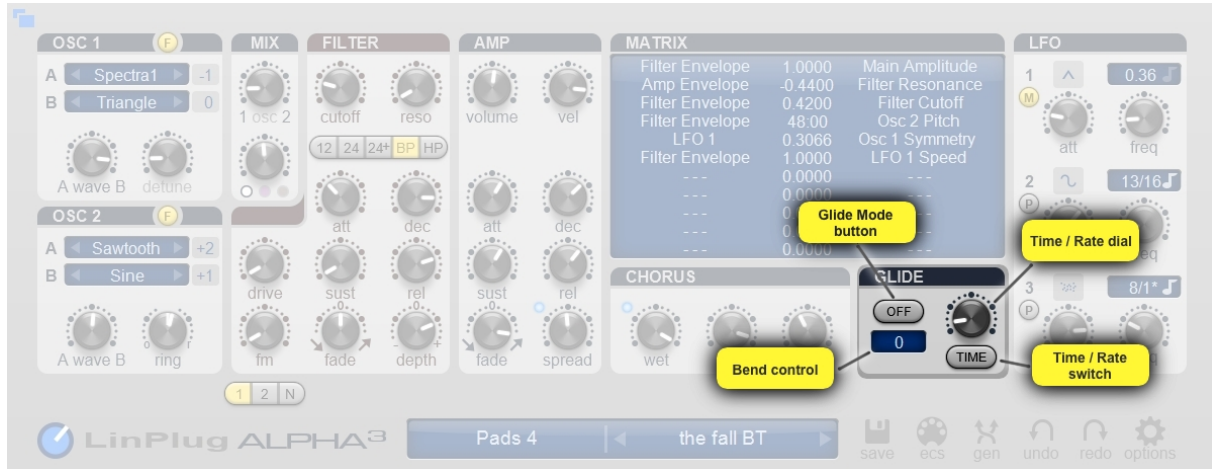 OSC 1 F
A Spectra1 -1
B Triangle 0
A wave B detune
OSC 2 F
A Sawtooth +2
B Sine +1
A wave B ring
MIX
1 osc 2
drive
fm
1 2 N
FILTER
cutoff reso
12 24 24+ BP HP
att dec
sust rel
fade depth
AMP
volume vel
att dec
sust rel
fade spread
MATRIX
Filter Envelope 1.0000 Main Amplitude
Amp Envelope -0.4400 Filter Resonance
Filter Envelope 0.4200 Filter Cutoff
Filter Envelope 48:00 Osc 2 Pitch
LFO 1 0.3066 Osc 1 Symmetry
Filter Envelope 1.0000 LFO 1 Speed
- - - 0.0000 - - -
- - - 0.0000
- - -
- - -
- - - 0.0000 - - -
Glide Mode
button
CHORUS
wet
Bend control
GLIDE
OFF
0
TIME
Time / Rate dial
Time / Rate
switch
LFO
1 0.36
M
att freq
2 13/16
P
3 8/1*
P
LinPlug ALPHA3
Pads 4 the fall BT
save ecs gen undo redo options